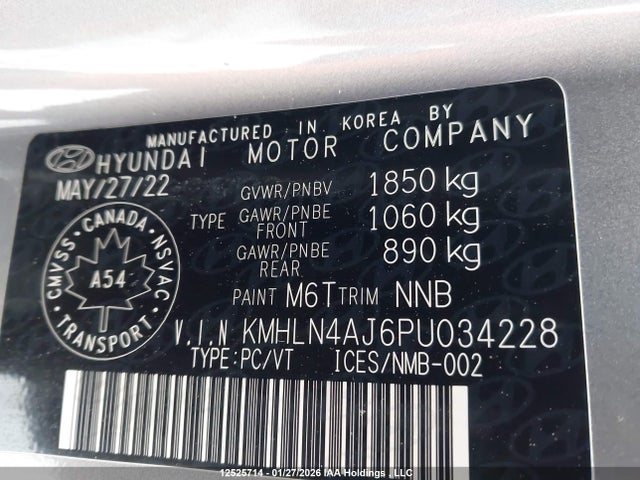 MANUFACTURED IN KOREA BY
HYUNDAI MOTOR COMPANY
MAY/27/22
GVWR/PNBV 1850 kg
TYPE GAWR/PNBE FRONT 1060 kg
GAWR/PNBE REAR 890 kg
CANADA
CMVSS NSVAC
A54
TRANSPORT
PAINT M6T TRIM NNB
V.I.N KMHLN4AJ6PU034228
TYPE:PC/VT ICES/NMB-002
12525714 - 01/27/2026 IAA Holdings, LLC